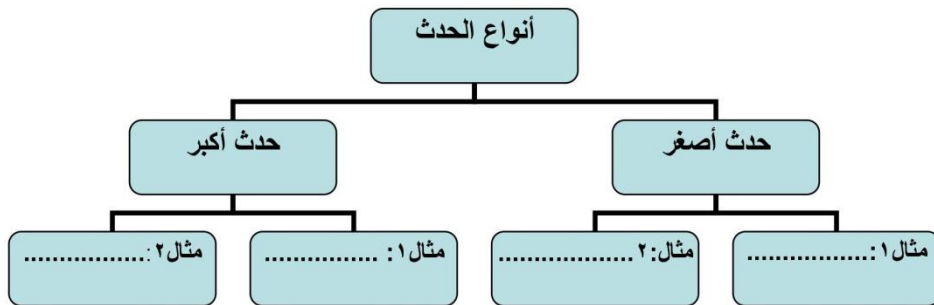 أنواع الحدث
حدث أصغر
حدث أكبر
مثال١:.................
مثال:٢...................
مثال١: ................
مثال٢:.................